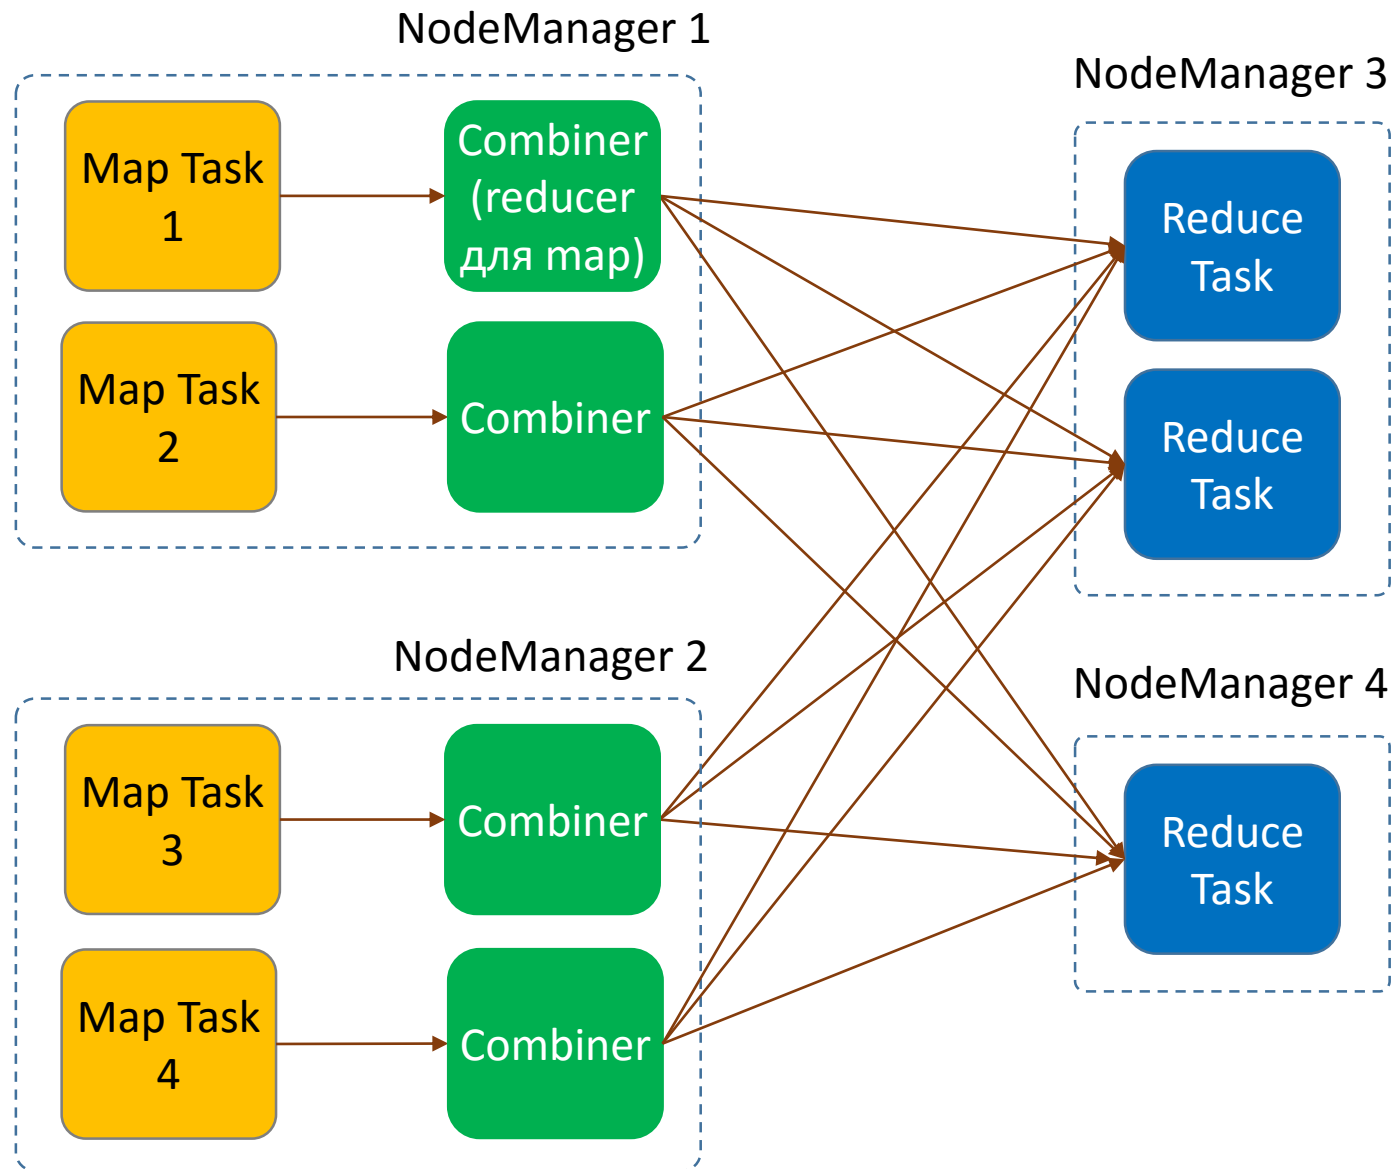 NodeManager 1
Map Task
1
Combiner
(reducer
для map)
Map Task
2
Combiner
NodeManager 3
Reduce
Task
Reduce
Task
NodeManager 2
Map Task
3
Combiner
Map Task
4
Combiner
NodeManager 4
Reduce
Task